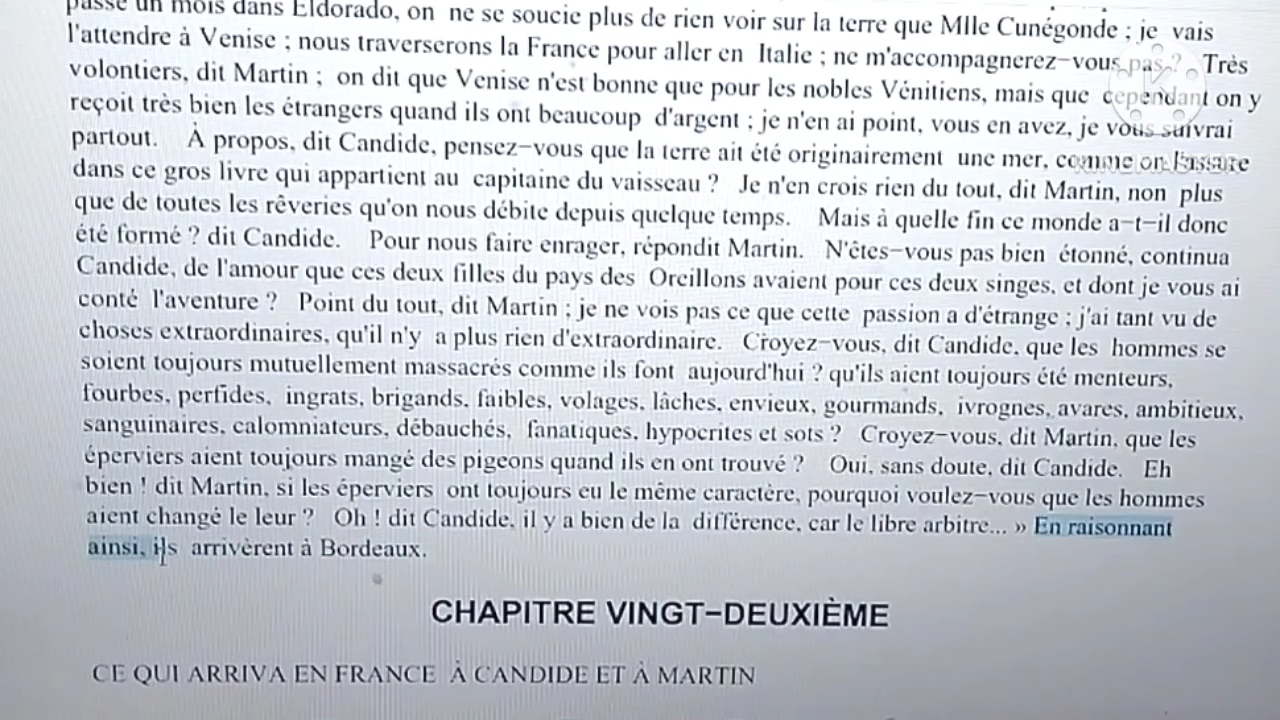 passé un mois dans Eldorado, on ne se soucie plus de rien voir sur la terre que Mlle Cunégonde ; je vais
l'attendre à Venise ; nous traverserons la France pour aller en Italie ; ne m'accompagnerez-vous pas ? Très
volontiers, dit Martin ; on dit que Venise n'est bonne que pour les nobles Vénitiens, mais que cependant on y
reçoit très bien les étrangers quand ils ont beaucoup d'argent ; je n'en ai point, vous en avez, je vous suivrai
partout. À propos, dit Candide, pensez-vous que la terre ait été originairement une mer, comme on l'assure
dans ce gros livre qui appartient au capitaine du vaisseau ? Je n'en crois rien du tout, dit Martin, non plus
que de toutes les rêveries qu'on nous débite depuis quelque temps. Mais à quelle fin ce monde a-t-il donc
été formé ? dit Candide. Pour nous faire enrager, répondit Martin. N'êtes-vous pas bien étonné, continua
Candide, de l'amour que ces deux filles du pays des Oreillons avaient pour ces deux singes, et dont je vous ai
conté l'aventure ? Point du tout, dit Martin ; je ne vois pas ce que cette passion a d'étrange ; j'ai tant vu de
choses extraordinaires, qu'il n'y a plus rien d'extraordinaire. Croyez-vous, dit Candide, que les hommes se
soient toujours mutuellement massacrés comme ils font aujourd'hui ? qu'ils aient toujours été menteurs,
fourbes, perfides, ingrats, brigands, faibles, volages, lâches, envieux, gourmands, ivrognes, avares, ambitieux,
sanguinaires, calomniateurs, débauchés, fanatiques, hypocrites et sots ? Croyez-vous, dit Martin, que les
éperviers aient toujours mangé des pigeons quand ils en ont trouvé ? Oui, sans doute, dit Candide. Eh
bien ! dit Martin, si les éperviers ont toujours eu le même caractère, pourquoi voulez-vous que les hommes
aient changé le leur ? Oh ! dit Candide, il y a bien de la différence, car le libre arbitre... » En raisonnant
ainsi, ils arrivèrent à Bordeaux.
CHAPITRE VINGT-DEUXIÈME
CE QUI ARRIVA EN FRANCE À CANDIDE ET À MARTIN